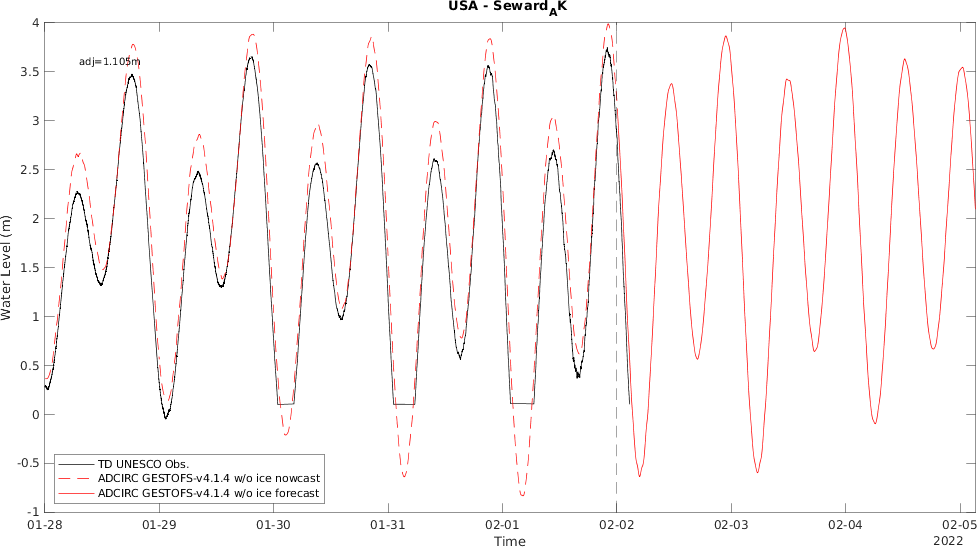 USA - Seward_AK
adj=1.105m
4
3.5
3
2.5
2
1.5
1
0.5
0
-0.5
-1
Water Level (m)
TD UNESCO Obs.
ADCIRC GESTOFS-v4.1.4 w/o ice nowcast
ADCIRC GESTOFS-v4.1.4 w/o ice forecast
01-28 01-29 01-30 01-31 02-01 02-02 02-03 02-04 02-05
Time 2022